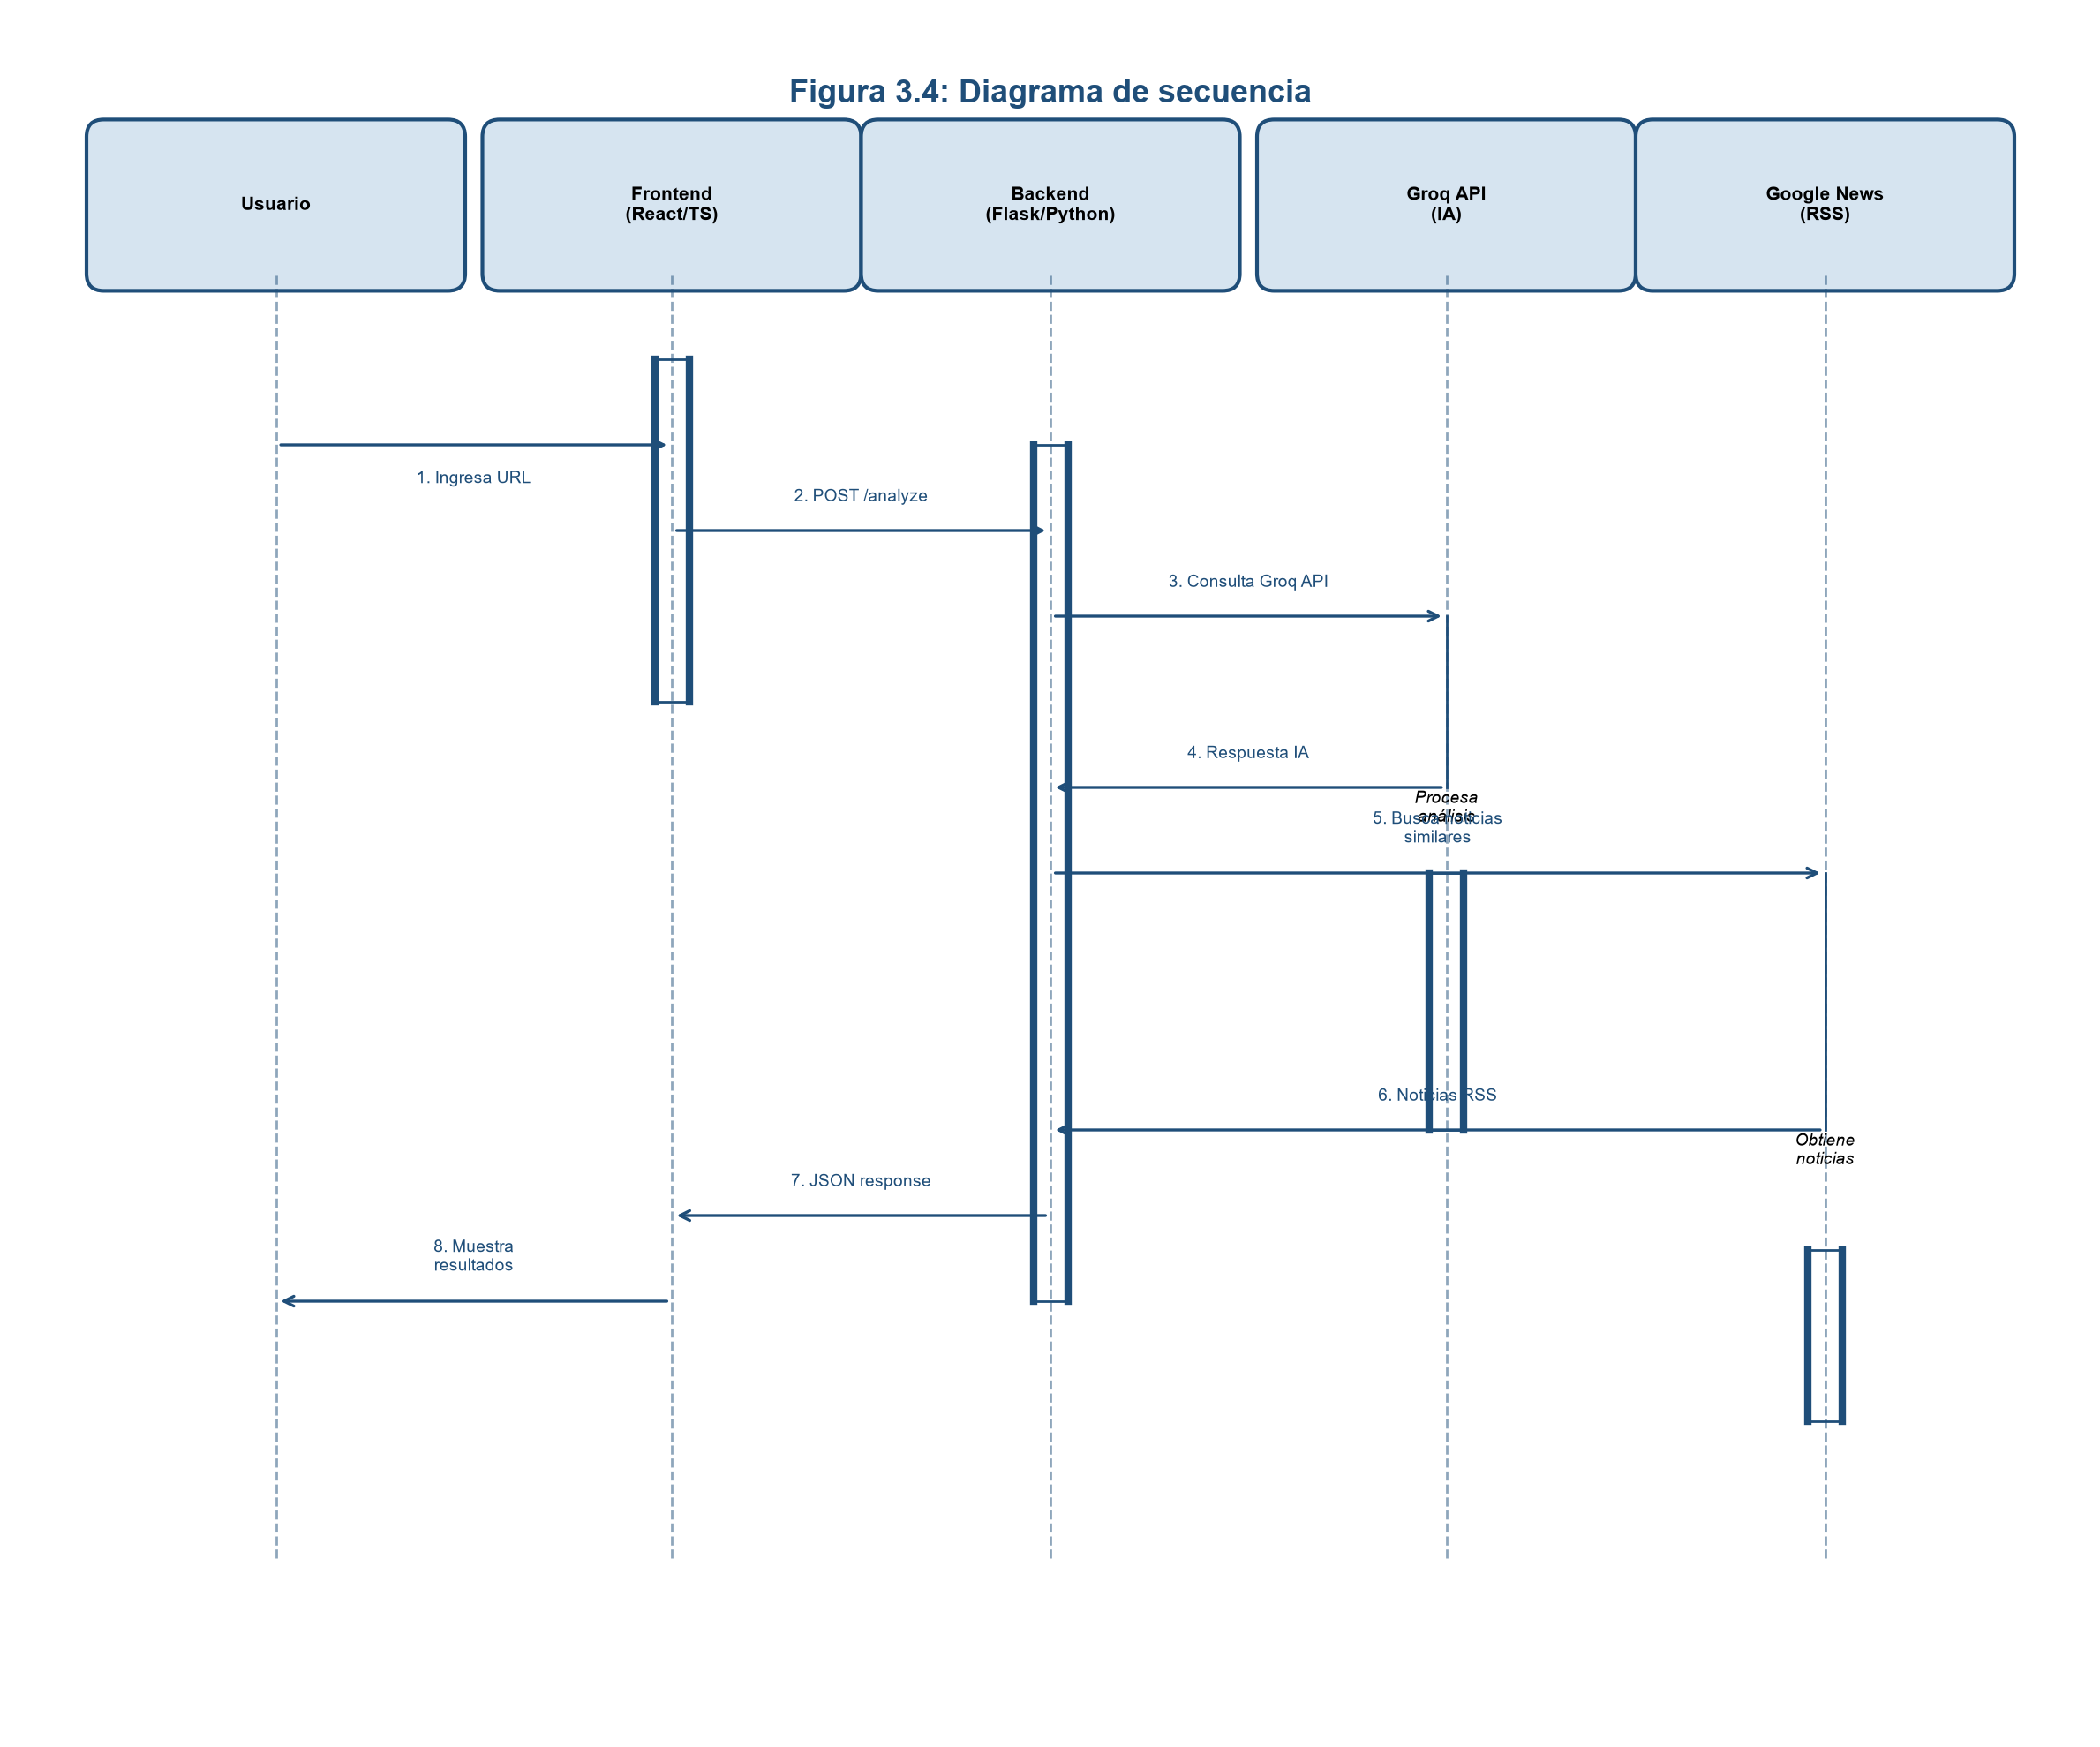 Figura 3.4: Diagrama de secuencia
Usuario
Frontend
(React/TS)
Backend
(Flask/Python)
Groq API
(IA)
Google News
(RSS)
1. Ingresa URL
2. POST /analyze
3. Consulta Groq API
4. Respuesta IA
Procesa
análisis
5. Busca noticias
similares
6. Noticias RSS
Obtiene
noticias
7. JSON response
8. Muestra
resultados